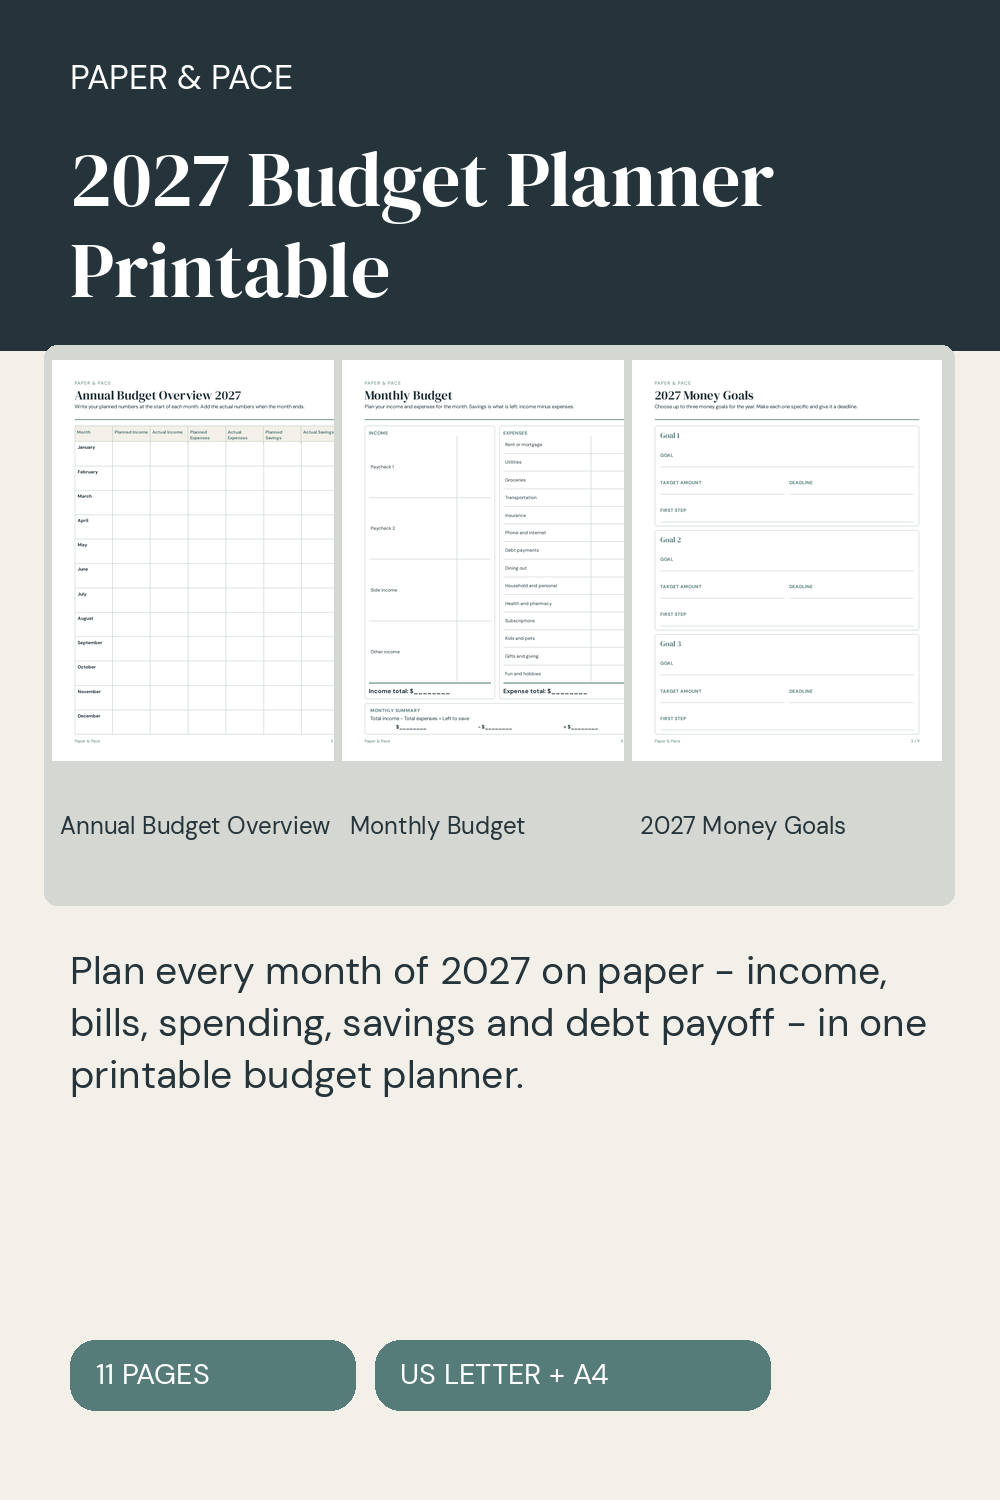 PAPER & PACE
2027 Budget Planner
Printable
PAPER & PACE
Annual Budget Overview 2027
Write your planned numbers at the start of each month. Add the actual numbers when the month ends.
Month Planned Income Actual Income Planned Expenses Actual Expenses Planned Savings Actual Savings
January
February
March
April
May
June
July
August
September
October
November
December
Paper & Pace
PAPER & PACE
Monthly Budget
Plan your income and expenses for the month. Savings is what is left: income minus expenses.
INCOME
Paycheck 1
Paycheck 2
Side income
Other income
Income total: $________
EXPENSES
Rent or mortgage
Utilities
Groceries
Transportation
Insurance
Phone and internet
Debt payments
Dining out
Household and personal
Health and pharmacy
Subscriptions
Kids and pets
Gifts and giving
Fun and hobbies
Expense total: $________
MONTHLY SUMMARY
Total income - Total expenses = Left to save
$________ - $________ = $________
Paper & Pace
PAPER & PACE
2027 Money Goals
Choose up to three money goals for the year. Make each one specific and give it a deadline.
Goal 1
GOAL
TARGET AMOUNT DEADLINE
FIRST STEP
Goal 2
GOAL
TARGET AMOUNT DEADLINE
FIRST STEP
Goal 3
GOAL
TARGET AMOUNT DEADLINE
FIRST STEP
Paper & Pace
Annual Budget Overview
Monthly Budget
2027 Money Goals
Plan every month of 2027 on paper - income,
bills, spending, savings and debt payoff - in one
printable budget planner.
11 PAGES
US LETTER + A4